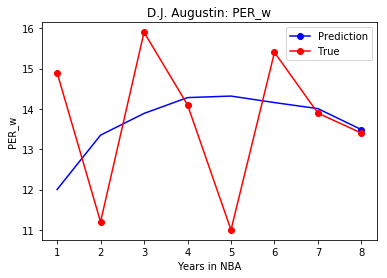 D.J. Augustin: PER_w
Prediction
True
PER_w
16
15
14
13
12
11
1 2 3 4 5 6 7 8
Years in NBA